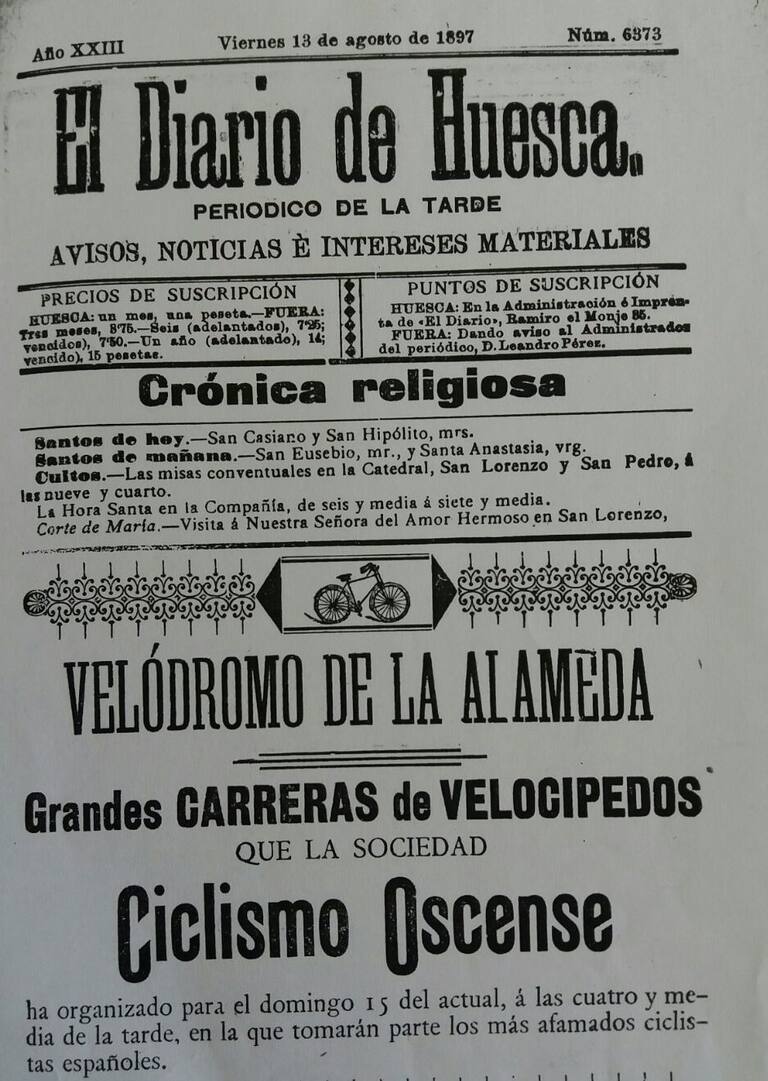 Año XXIII Viernes 13 de agosto de 1897 Núm. 6373
El Diario de Huesca.
PERIODICO DE LA TARDE
AVISOS, NOTICIAS È INTERESES MATERIALES
PRECIOS DE SUSCRIPCIÓN
HUESCA: un mes, una peseta.—FUERA:
Tres meses, 3'75.—Seis (adelantados), 7'25;
vencidos), 7'50.—Un año (adelantado), 14;
vencido), 15 pesetas.
PUNTOS DE SUSCRIPCIÓN
HUESCA: En la Administración é Impren-
ta de «El Diario», Ramiro el Monje 35.
FUERA: Dando aviso al Administrados
del periódico, D. Leandro Pérez.
Crónica religiosa
Santos de hoy.—San Casiano y San Hipólito, mrs.
Santos de mañana.—San Eusebio, mr., y Santa Anastasia, vrg.
Cultos.—Las misas conventuales en la Catedral, San Lorenzo y San Pedro, á
las nueve y cuarto.
La Hora Santa en la Compañía, de seis y media á siete y media.
Corte de María.—Visita á Nuestra Señora del Amor Hermoso en San Lorenzo,
VELÓDROMO DE LA ALAMEDA
Grandes CARRERAS de VELOCIPEDOS
QUE LA SOCIEDAD
Ciclismo Oscense
ha organizado para el domingo 15 del actual, á las cuatro y me-
dia de la tarde, en la que tomarán parte los más afamados ciclis-
tas españoles.